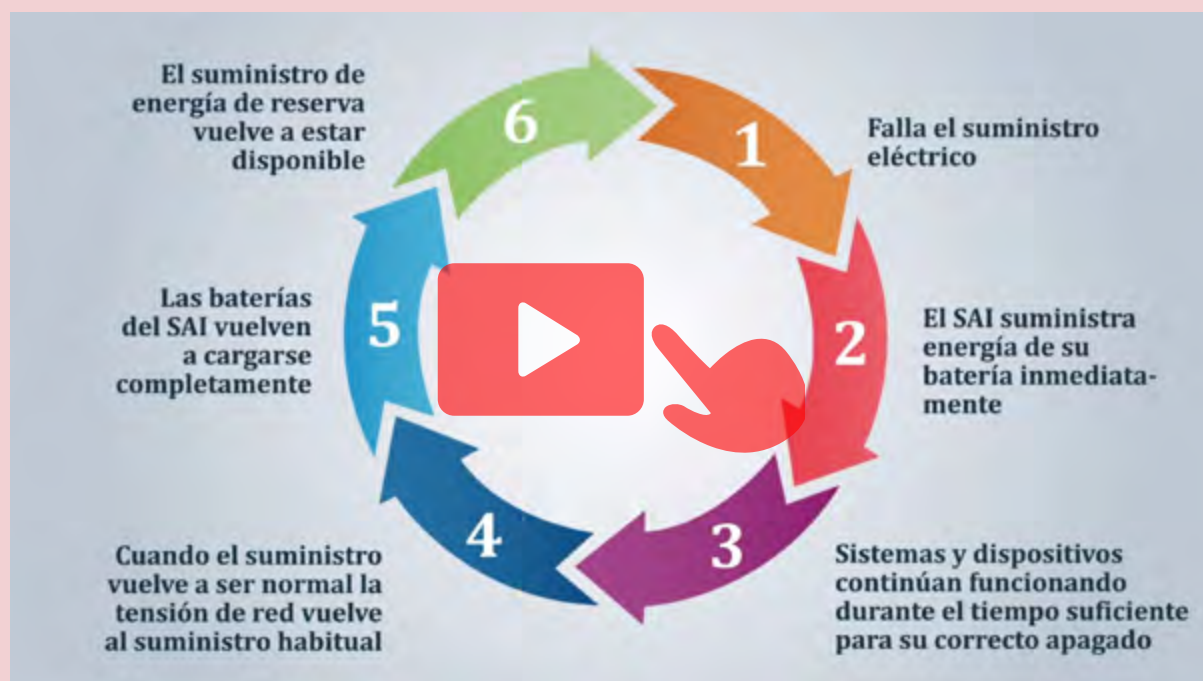 1
Falla el suministro
eléctrico
2
El SAI suministra
energía de su
batería inmediata-
mente
3
Sistemas y dispositivos
continúan funcionando
durante el tiempo suficiente
para su correcto apagado
4
Cuando el suministro
vuelve a ser normal la
tensión de red vuelve
al suministro habitual
5
Las baterías
del SAI vuelven
a cargarse
completamente
6
El suministro de
energía de reserva
vuelve a estar
disponible